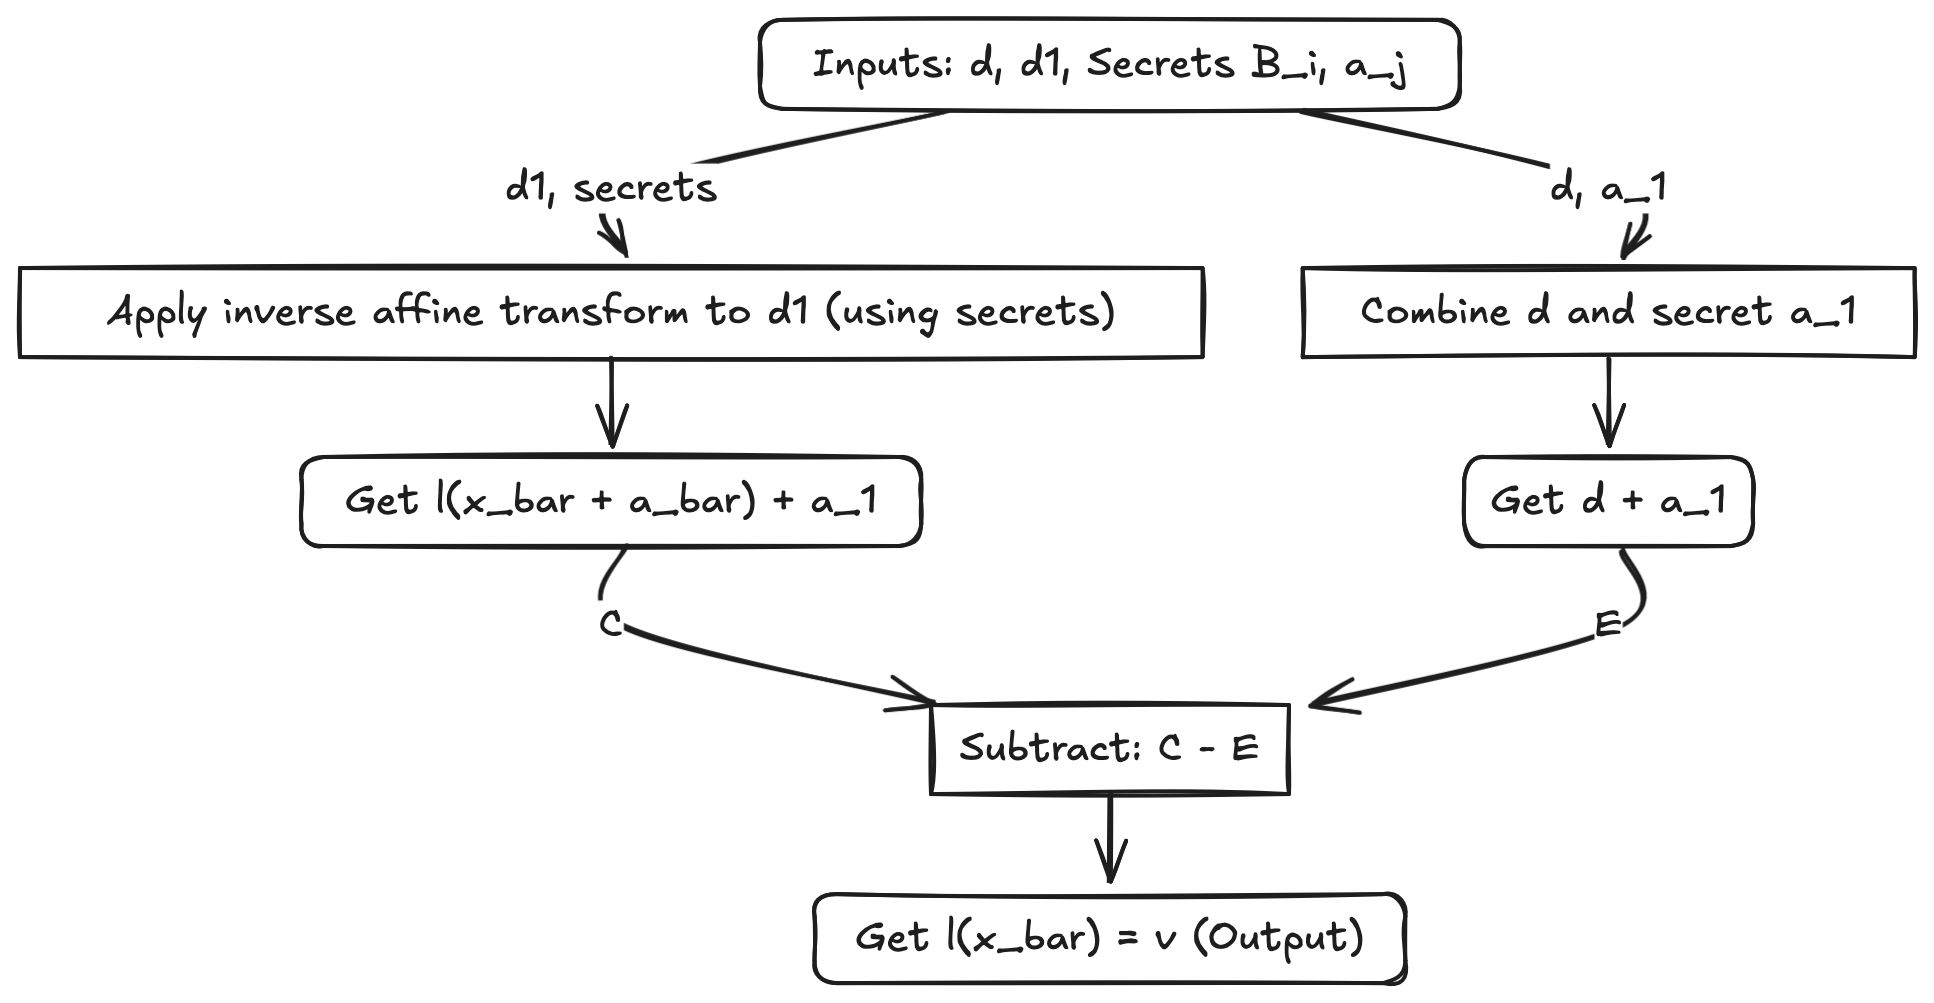 Inputs: d, d1, Secrets B_i, a_j
d1, secrets
d, a_1
Apply inverse affine transform to d1 (using secrets)
Combine d and secret a_1
Get l(x_bar + a_bar) + a_1
Get d + a_1
C
E
Subtract: C - E
Get l(x_bar) = v (Output)